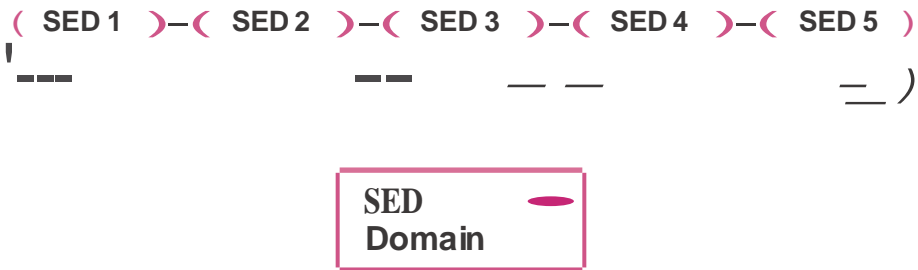 ( SED 1 )–( SED 2 )–( SED 3 )–( SED 4 )–( SED 5 )
SED
Domain